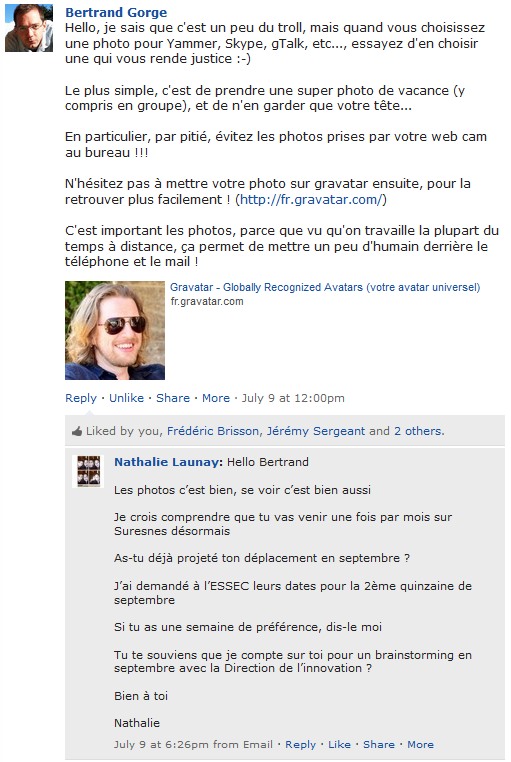 Bertrand Gorge
Hello, je sais que c'est un peu du troll, mais quand vous choisissez
une photo pour Yammer, Skype, gTalk, etc..., essayez d'en choisir
une qui vous rende justice :-)
Le plus simple, c'est de prendre une super photo de vacance (y
compris en groupe), et de n'en garder que votre tête...
En particulier, par pitié, évitez les photos prises par votre web cam
au bureau !!!
N'hésitez pas à mettre votre photo sur gravatar ensuite, pour la
retrouver plus facilement ! (http://fr.gravatar.com/)
C'est important les photos, parce que vu qu'on travaille la plupart du
temps à distance, ça permet de mettre un peu d'humain derrière le
téléphone et le mail !
Gravatar - Globally Recognized Avatars (votre avatar universel)
fr.gravatar.com
Reply · Unlike · Share · More · July 9 at 12:00pm
Liked by you, Frédéric Brisson, Jérémy Sergeant and 2 others.
Nathalie Launay: Hello Bertrand
Les photos c’est bien, se voir c’est bien aussi
Je crois comprendre que tu vas venir une fois par mois sur
Suresnes désormais
As-tu déjà projeté ton déplacement en septembre ?
J’ai demandé à l’ESSEC leurs dates pour la 2ème quinzaine de
septembre
Si tu as une semaine de préférence, dis-le moi
Tu te souviens que je compte sur toi pour un brainstorming en
septembre avec la Direction de l’innovation ?
Bien à toi
Nathalie
July 9 at 6:26pm from Email · Reply · Like · Share · More